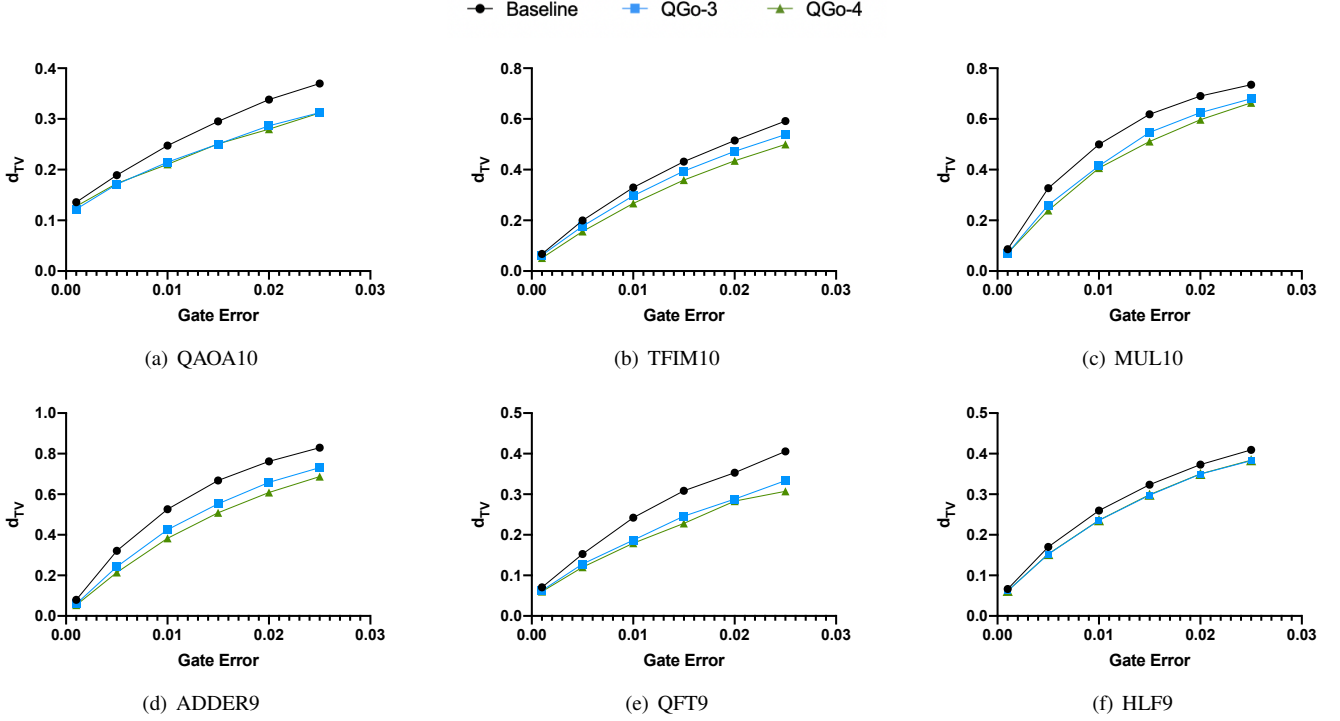 Baseline QGo-3 QGo-4
0.4
0.3
0.2
0.1
0.0
dTV
0.00 0.01 0.02 0.03
Gate Error
(a) QAOA10
0.8
0.6
0.4
0.2
0.0
dTV
0.00 0.01 0.02 0.03
Gate Error
(b) TFIM10
0.8
0.6
0.4
0.2
0.0
dTV
0.00 0.01 0.02 0.03
Gate Error
(c) MUL10
1.0
0.8
0.6
0.4
0.2
0.0
dTV
0.00 0.01 0.02 0.03
Gate Error
(d) ADDER9
0.5
0.4
0.3
0.2
0.1
0.0
dTV
0.00 0.01 0.02 0.03
Gate Error
(e) QFT9
0.5
0.4
0.3
0.2
0.1
0.0
dTV
0.00 0.01 0.02 0.03
Gate Error
(f) HLF9